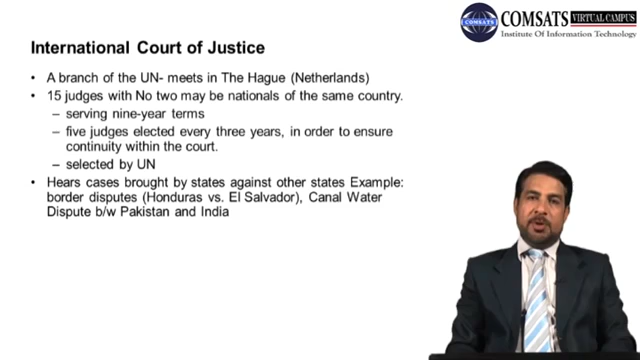 COMSATS VIRTUAL CAMPUS
Institute Of Information Technology
COMSATS
International Court of Justice
• A branch of the UN- meets in The Hague (Netherlands)
• 15 judges with No two may be nationals of the same country.
– serving nine-year terms
– five judges elected every three years, in order to ensure
continuity within the court.
– selected by UN
• Hears cases brought by states against other states Example:
border disputes (Honduras vs. El Salvador), Canal Water
Dispute b/w Pakistan and India